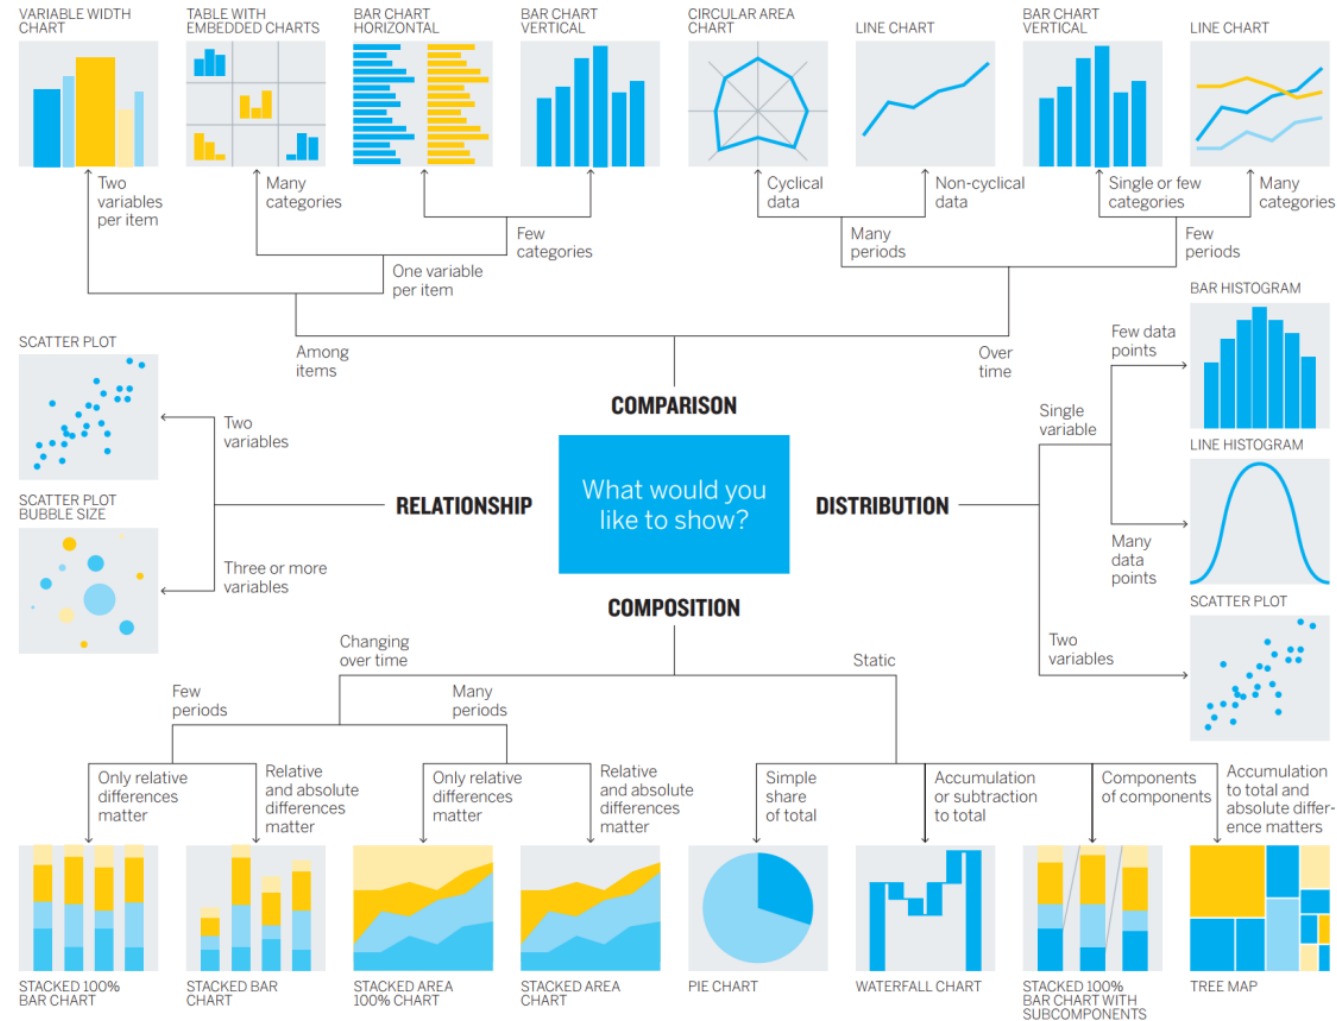 VARIABLE WIDTH
CHART
TABLE WITH
EMBEDDED CHARTS
BAR CHART
HORIZONTAL
BAR CHART
VERTICAL
CIRCULAR AREA
CHART
LINE CHART
BAR CHART
VERTICAL
LINE CHART
Two
variables
per item
Many
categories
Few
categories
One variable
per item
Cyclical
data
Non-cyclical
data
Many
periods
Single or few
categories
Many
categories
Few
periods
Among
items
Over
time
COMPARISON
What would you
like to show?
RELATIONSHIP
SCATTER PLOT
Two
variables
SCATTER PLOT
BUBBLE SIZE
Three or more
variables
DISTRIBUTION
Single
variable
Few data
points
BAR HISTOGRAM
LINE HISTOGRAM
Many
data
points
SCATTER PLOT
Two
variables
COMPOSITION
Changing
over time
Static
Few
periods
Many
periods
Only relative
differences
matter
Relative
and absolute
differences
matter
Only relative
differences
matter
Relative
and absolute
differences
matter
Simple
share
of total
Accumulation
or subtraction
to total
Components
of components
Accumulation
to total and
absolute differ-
ence matters
STACKED 100%
BAR CHART
STACKED BAR
CHART
STACKED AREA
100% CHART
STACKED AREA
CHART
PIE CHART
WATERFALL CHART
STACKED 100%
BAR CHART WITH
SUBCOMPONENTS
TREE MAP